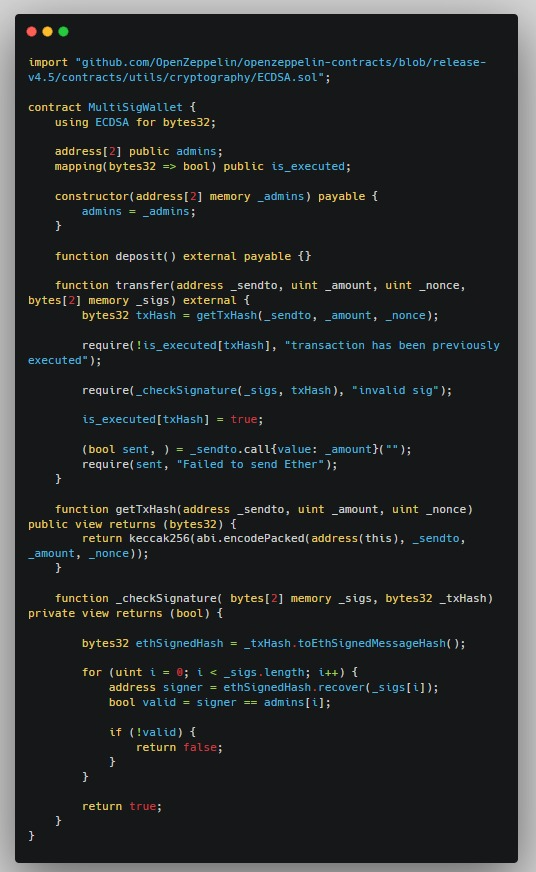 import "github.com/OpenZeppelin/openzeppelin-contracts/blob/release-
v4.5/contracts/utils/cryptography/ECDSA.sol";

contract MultiSigWallet {
    using ECDSA for bytes32;

    address[2] public admins;
    mapping(bytes32 => bool) public is_executed;

    constructor(address[2] memory _admins) payable {
        admins = _admins;
    }

    function deposit() external payable {}

    function transfer(address _sendto, uint _amount, uint _nonce,
bytes[2] memory _sigs) external {
        bytes32 txHash = getTxHash(_sendto, _amount, _nonce);

        require(!is_executed[txHash], "transaction has been previously
executed");

        require(_checkSignature(_sigs, txHash), "invalid sig");

        is_executed[txHash] = true;

        (bool sent, ) = _sendto.call{value: _amount}("");
        require(sent, "Failed to send Ether");
    }

    function getTxHash(address _sendto, uint _amount, uint _nonce)
public view returns (bytes32) {
        return keccak256(abi.encodePacked(address(this), _sendto,
_amount, _nonce));
    }

    function _checkSignature( bytes[2] memory _sigs, bytes32 _txHash)
private view returns (bool) {

        bytes32 ethSignedHash = _txHash.toEthSignedMessageHash();

        for (uint i = 0; i < _sigs.length; i++) {
            address signer = ethSignedHash.recover(_sigs[i]);
            bool valid = signer == admins[i];

            if (!valid) {
                return false;
            }
        }

        return true;
    }
}